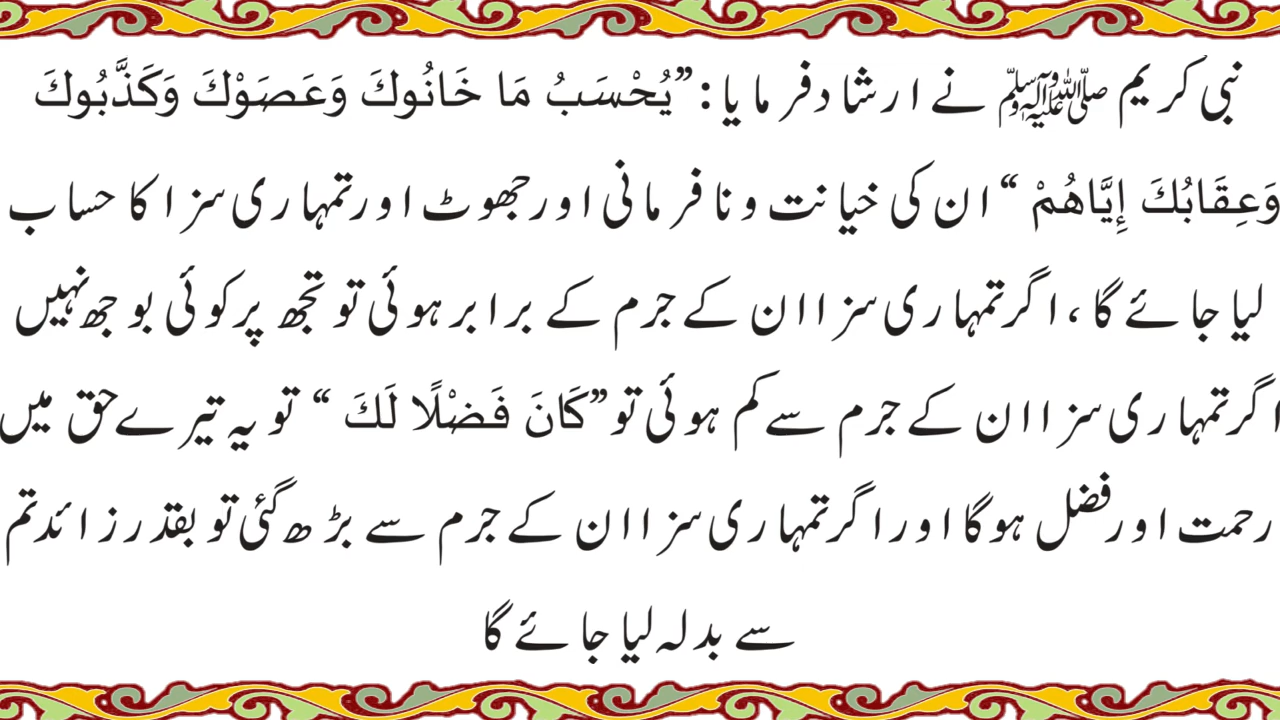 نبی کریم ﷺ نے ارشاد فرمایا: ”يُحْسَبُ مَا خَانُوكَ وَعَصَوْكَ وَكَذَّبُوكَ
وَعِقَابُكَ إِيَّاهُمْ “ ان کی خیانت و نافرمانی اور جھوٹ اور تمہاری سزا کا حساب
لیا جائے گا، اگر تمہاری سزا ان کے جرم کے برابر ہوئی تو تجھ پر کوئی بوجھ نہیں
اگر تمہاری سزا ان کے جرم سے کم ہوئی تو ”كَانَ فَضْلًا لَكَ “ تو یہ تیرے حق میں
رحمت اور فضل ہوگا اور اگر تمہاری سزا ان کے جرم سے بڑھ گئی تو بقدر زائد تم
سے بدلہ لیا جائے گا